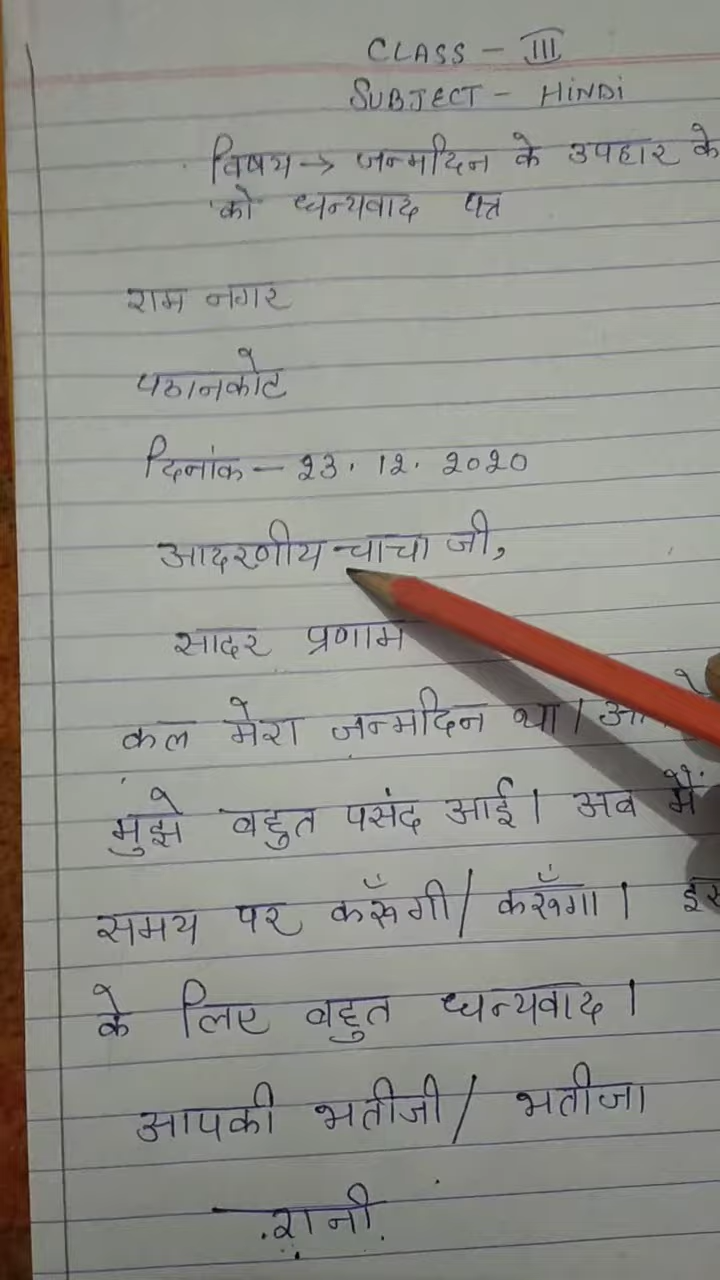 CLASS - III
SUBJECT - HINDI
विषय → जन्मदिन के उपहार के
को धन्यवाद पत्र
राम नगर
पठानकोट
दिनांक - 23.12.2020
आदरणीय चाचा जी,
सादर प्रणाम
कल मेरा जन्मदिन था।
मुझे बहुत पसंद आई। अब मैं
समय पर करूँगी/ करूँगा।
के लिए बहुत धन्यवाद।
आपकी भतीजी/ भतीजा
रानी